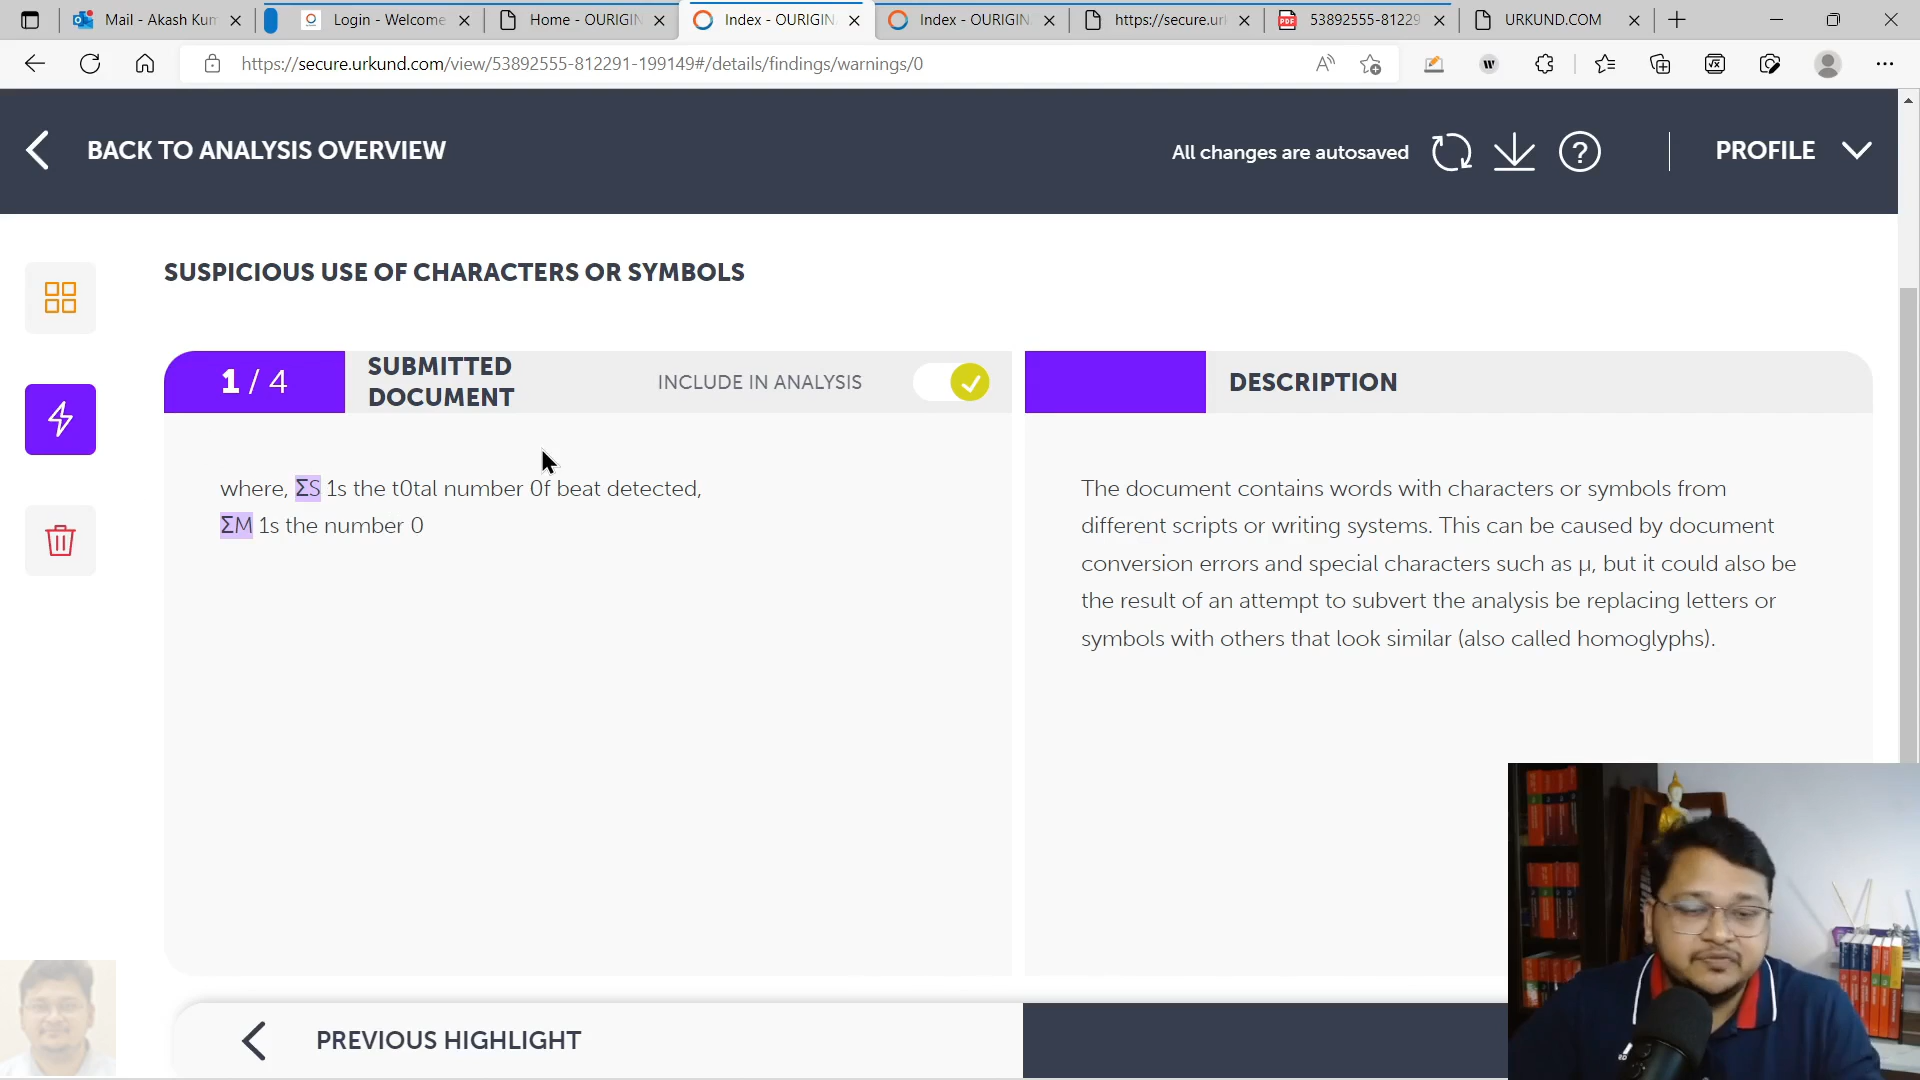 Mail - Akash Kum
Login - Welcome
Home - OURIGIN
Index - OURIGIN
Index - OURIGIN
https://secure.ur
53892555-81229
URKUND.COM
https://secure.urkund.com/view/53892555-812291-199149#/details/findings/warnings/0
BACK TO ANALYSIS OVERVIEW
All changes are autosaved
?
PROFILE
SUSPICIOUS USE OF CHARACTERS OR SYMBOLS
1 / 4
SUBMITTED
DOCUMENT
INCLUDE IN ANALYSIS
DESCRIPTION
where, ΣS 1s the t0tal number 0f beat detected,
ΣM 1s the number 0
The document contains words with characters or symbols from
different scripts or writing systems. This can be caused by document
conversion errors and special characters such as µ, but it could also be
the result of an attempt to subvert the analysis be replacing letters or
symbols with others that look similar (also called homoglyphs).
PREVIOUS HIGHLIGHT